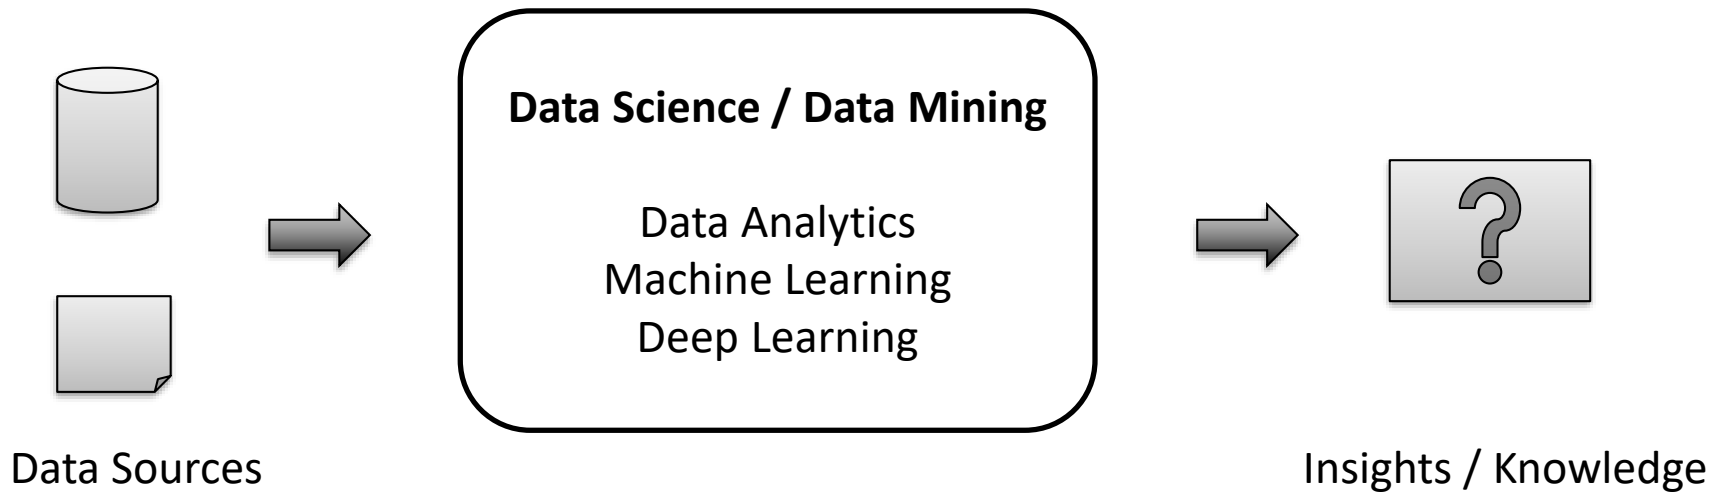 Data Science / Data Mining
Data Analytics
Machine Learning
Deep Learning
?
Data Sources
Insights / Knowledge